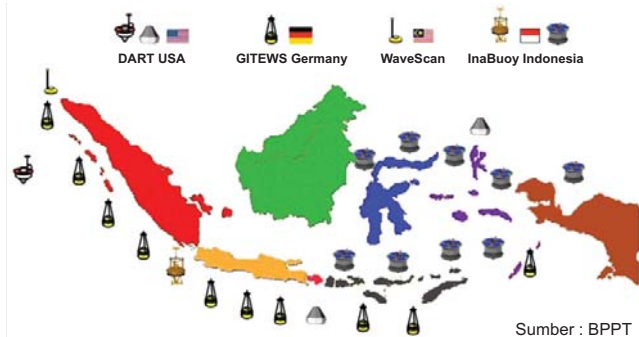 DART USA
GITEWS Germany
WaveScan
InaBuoy Indonesia
Sumber : BPPT